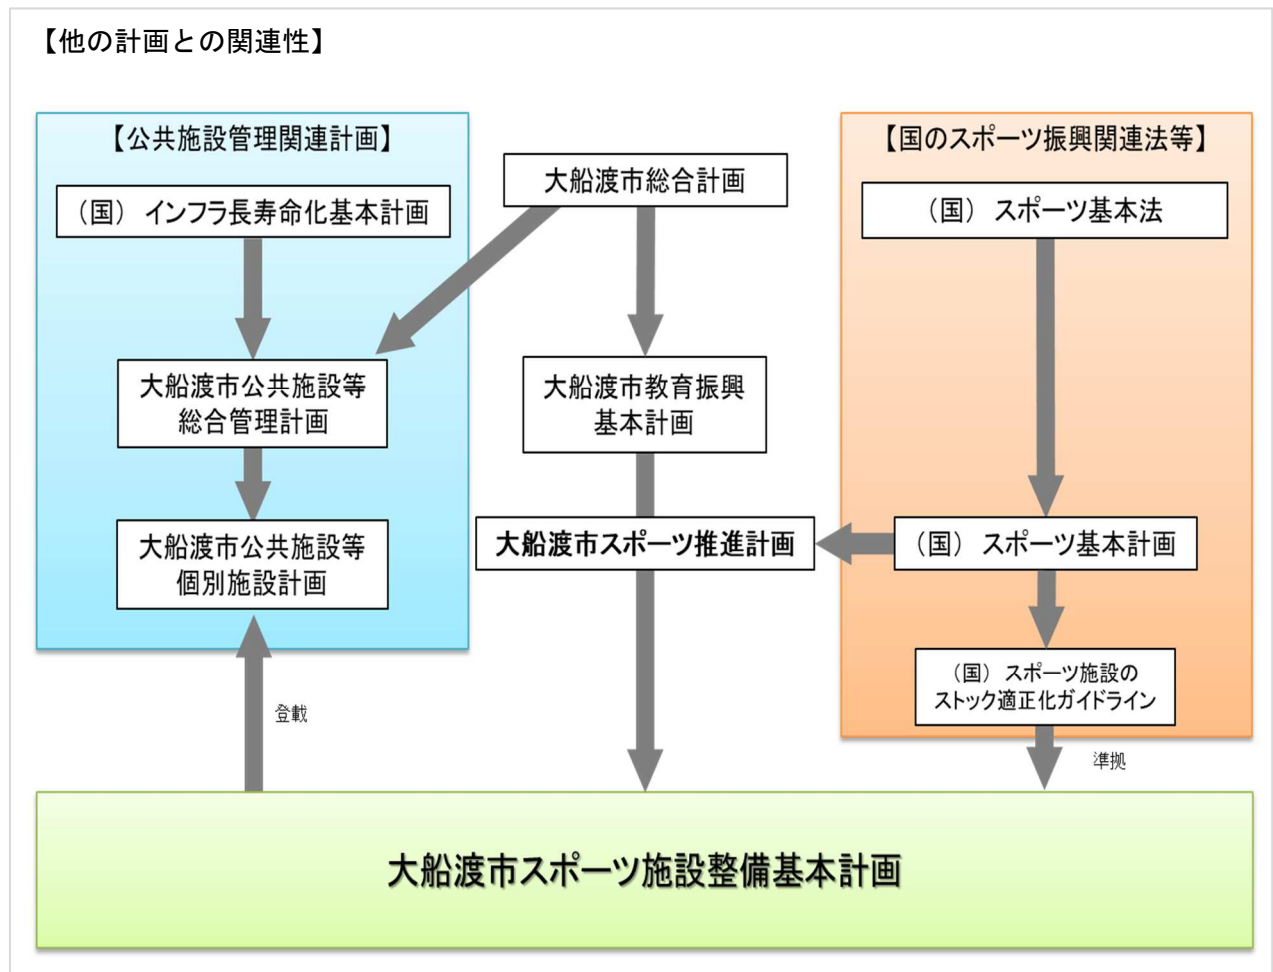 【他の計画との関連性】
【公共施設管理関連計画】
（国） インフラ長寿命化基本計画
大船渡市公共施設等
総合管理計画
大船渡市公共施設等
個別施設計画
登載
大船渡市総合計画
大船渡市教育振興
基本計画
大船渡市スポーツ推進計画
【国のスポーツ振興関連法等】
（国） スポーツ基本法
（国） スポーツ基本計画
（国） スポーツ施設の
ストック適正化ガイドライン
準拠
大船渡市スポーツ施設整備基本計画